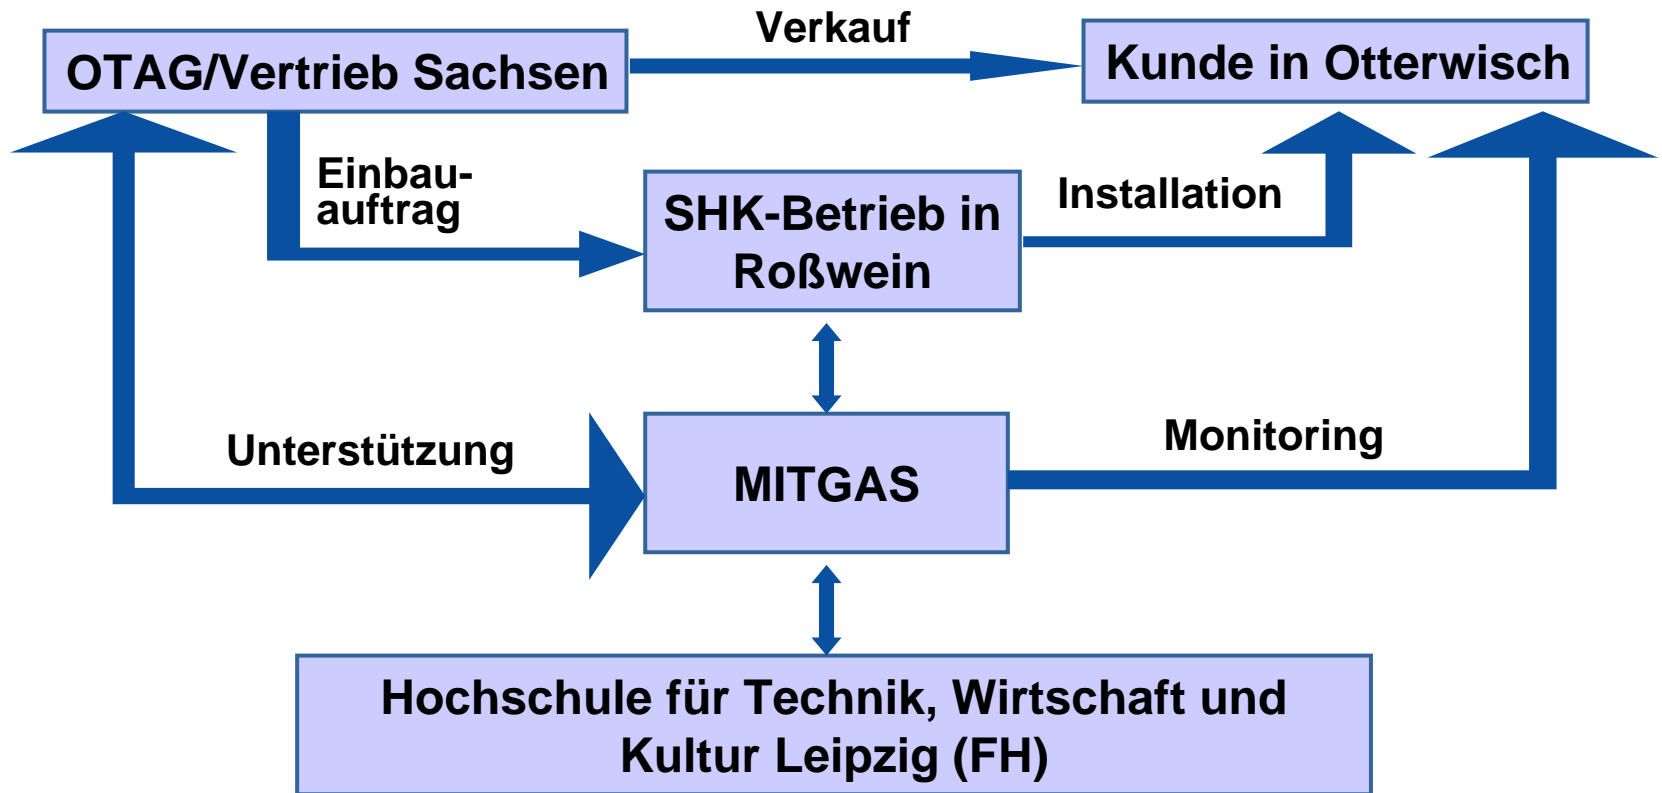 Verkauf
OTAG/Vertrieb Sachsen
Kunde in Otterwisch
Einbau-
auftrag
SHK-Betrieb in
Roßwein
Installation
Unterstützung
MITGAS
Monitoring
Hochschule für Technik, Wirtschaft und
Kultur Leipzig (FH)